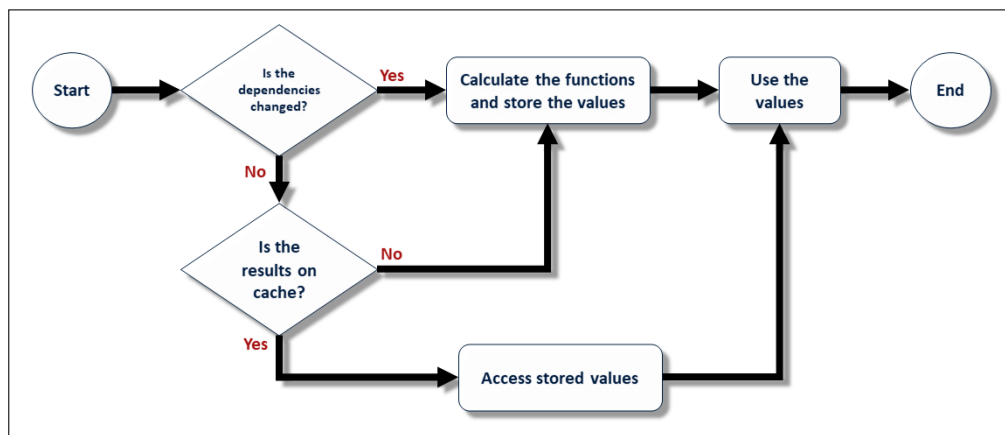 Start
Is the
dependencies
changed?
Yes
Calculate the functions
and store the values
Use the
values
End
No
Is the
results on
cache?
No
Yes
Access stored values